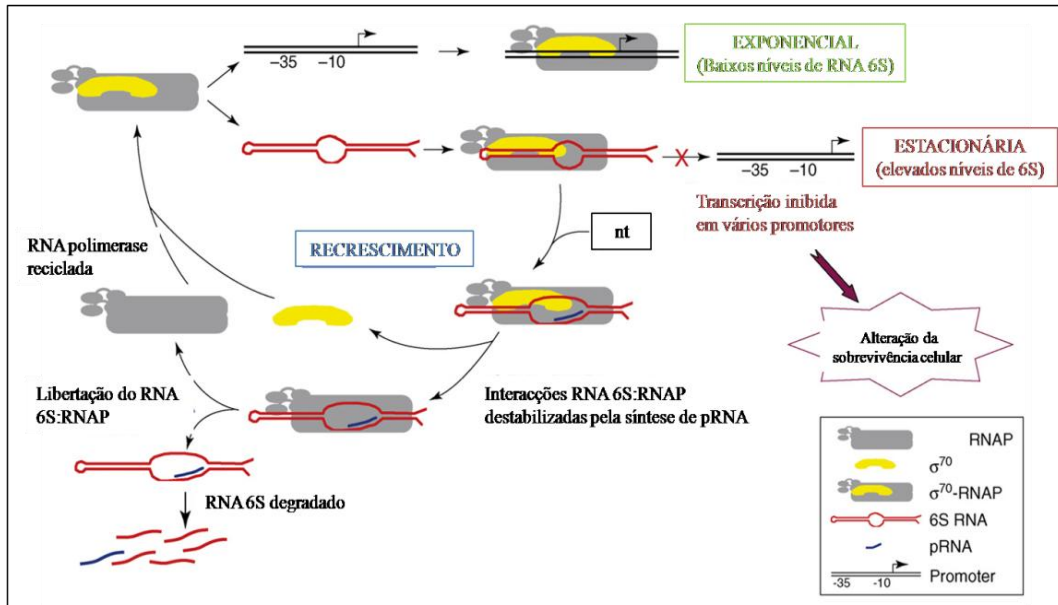 EXPONENCIAL
(Baixos níveis de RNA 6S)
−35
−10
ESTACIONÁRIA
(elevados níveis de 6S)
−35
−10
Transcrição inibida
em vários promotores
nt
RECRESCIMENTO
RNA polimerase
reciclada
Alteração da
sobrevivência celular
Libertação do RNA
6S:RNAP
Interacções RNA 6S:RNAP
destabilizadas pela síntese de pRNA
RNA 6S degradado
RNAP
σ70
σ70-RNAP
6S RNA
pRNA
Promoter
-35
-10